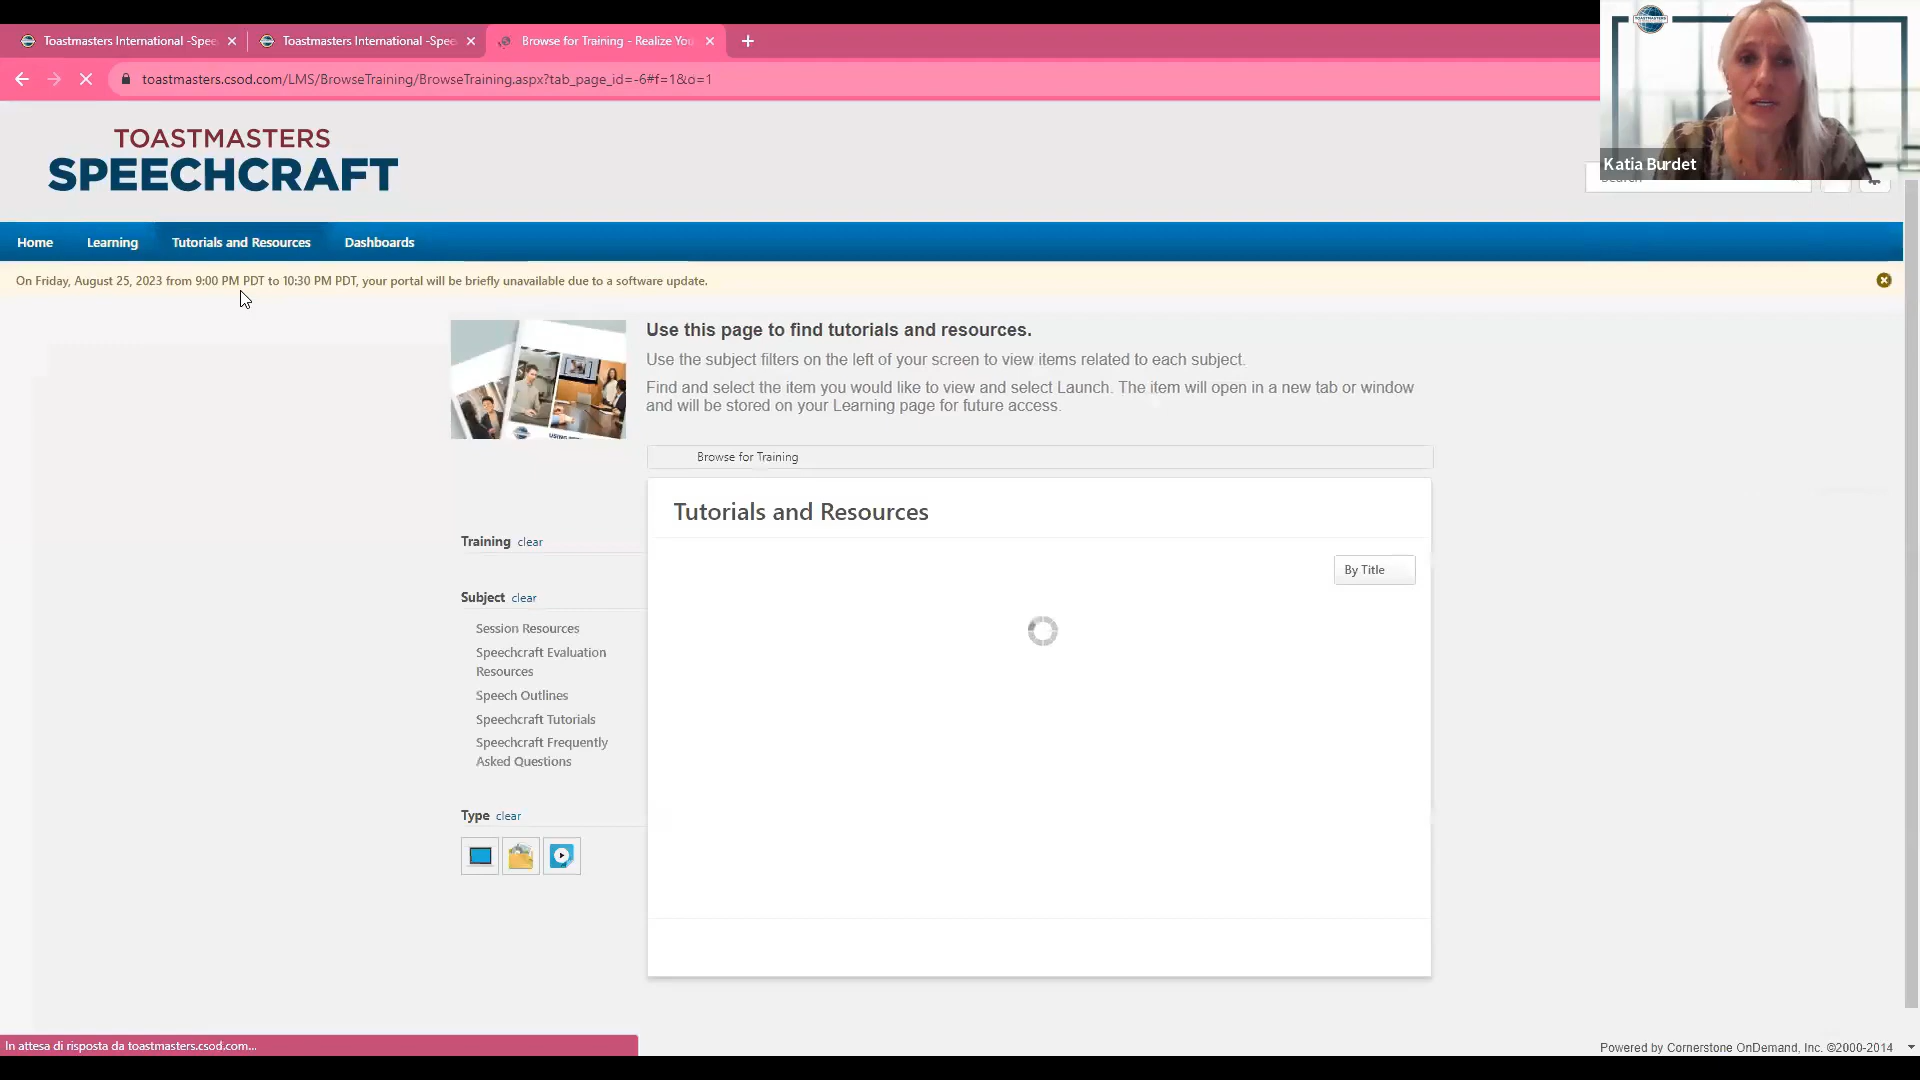 Toastmasters International -Spee
Toastmasters International -Spee
Browse for Training - Realize You
toastmasters.csod.com/LMS/BrowseTraining/BrowseTraining.aspx?tab_page_id=-6#f=1&o=1
TOASTMASTERS
Katia Burdet
TOASTMASTERS
SPEECHCRAFT
Search
Home
Learning
Tutorials and Resources
Dashboards
On Friday, August 25, 2023 from 9:00 PM PDT to 10:30 PM PDT, your portal will be briefly unavailable due to a software update.
Use this page to find tutorials and resources.
Use the subject filters on the left of your screen to view items related to each subject.
Find and select the item you would like to view and select Launch. The item will open in a new tab or window
and will be stored on your Learning page for future access.
Browse for Training
Tutorials and Resources
By Title
Training clear
Subject clear
Session Resources
Speechcraft Evaluation
Resources
Speech Outlines
Speechcraft Tutorials
Speechcraft Frequently
Asked Questions
Type clear
In attesa di risposta da toastmasters.csod.com...
Powered by Cornerstone OnDemand, Inc. ©2000-2014